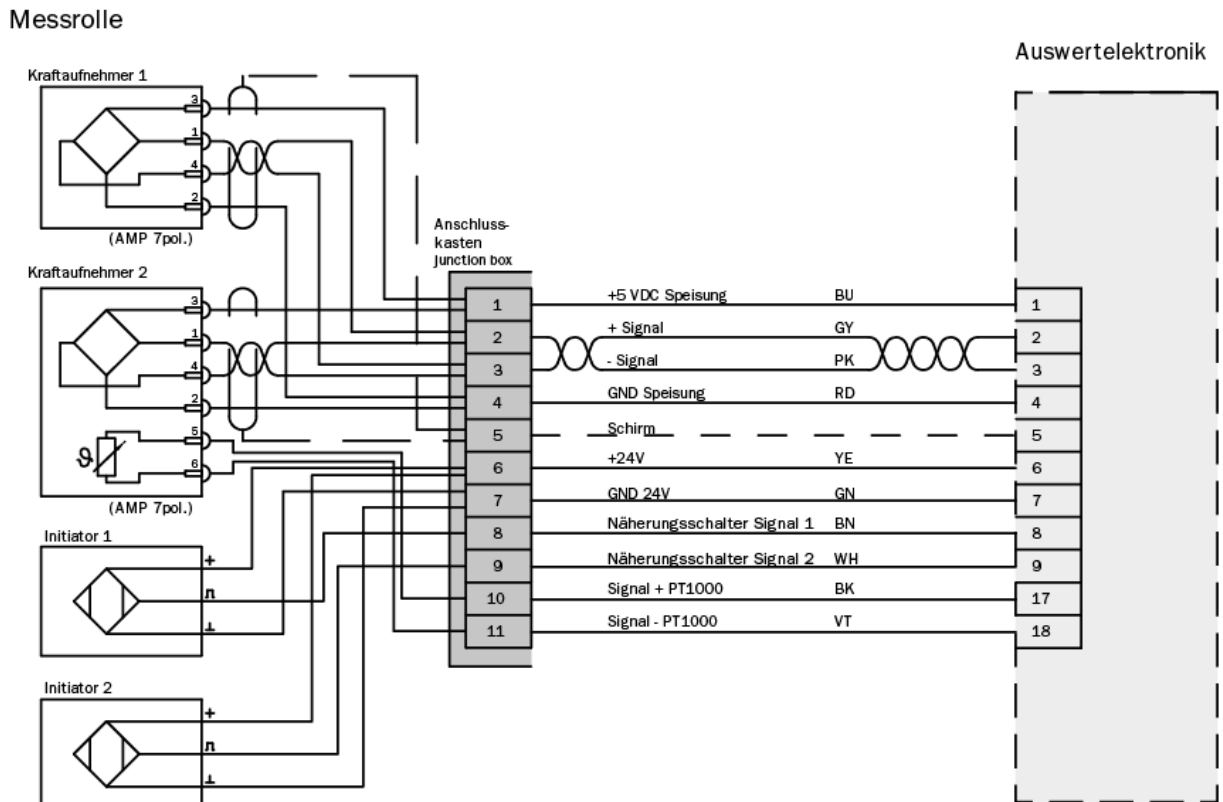 Messrolle
Auswertelektronik
Kraftaufnehmer 1
3
1
4
2
(AMP 7pol.)
Kraftaufnehmer 2
3
1
4
2
5
6
ϑ
(AMP 7pol.)
Initiator 1
+
⊥
Initiator 2
+
⊥
Anschluss-
kasten
junction box
1 +5 VDC Speisung BU 1
2 + Signal GY 2
3 - Signal PK 3
4 GND Speisung RD 4
5 Schirm 5
6 +24V YE 6
7 GND 24V GN 7
8 Näherungsschalter Signal 1 BN 8
9 Näherungsschalter Signal 2 WH 9
10 Signal + PT1000 BK 17
11 Signal - PT1000 VT 18